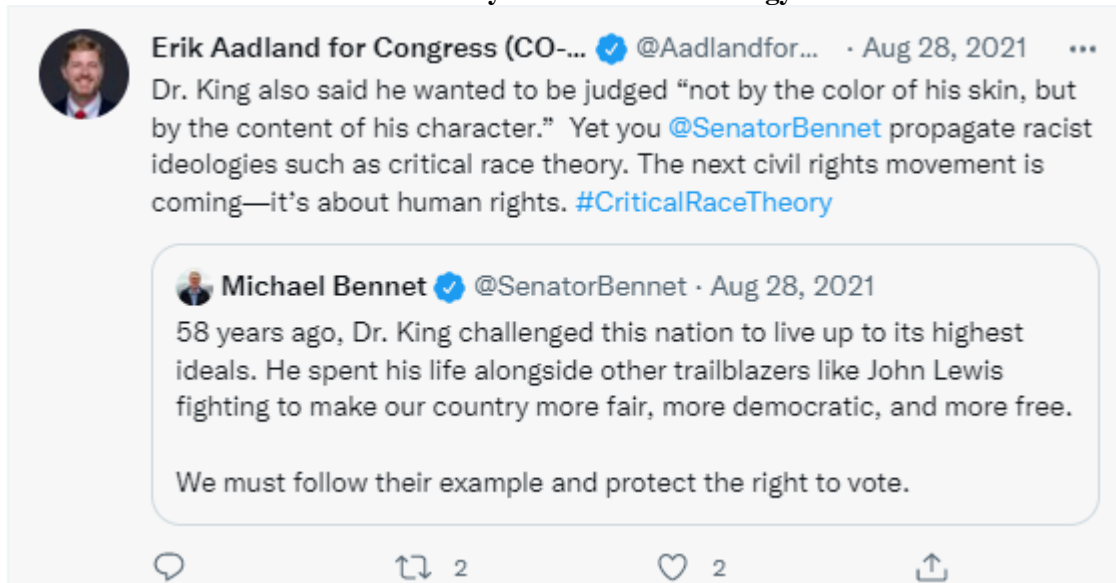 Erik Aadland for Congress (CO-... @Aadlandfor... · Aug 28, 2021 ...
Dr. King also said he wanted to be judged “not by the color of his skin, but
by the content of his character.” Yet you @SenatorBennet propagate racist
ideologies such as critical race theory. The next civil rights movement is
coming—it’s about human rights. #CriticalRaceTheory
Michael Bennet @SenatorBennet · Aug 28, 2021
58 years ago, Dr. King challenged this nation to live up to its highest
ideals. He spent his life alongside other trailblazers like John Lewis
fighting to make our country more fair, more democratic, and more free.
We must follow their example and protect the right to vote.
2 2